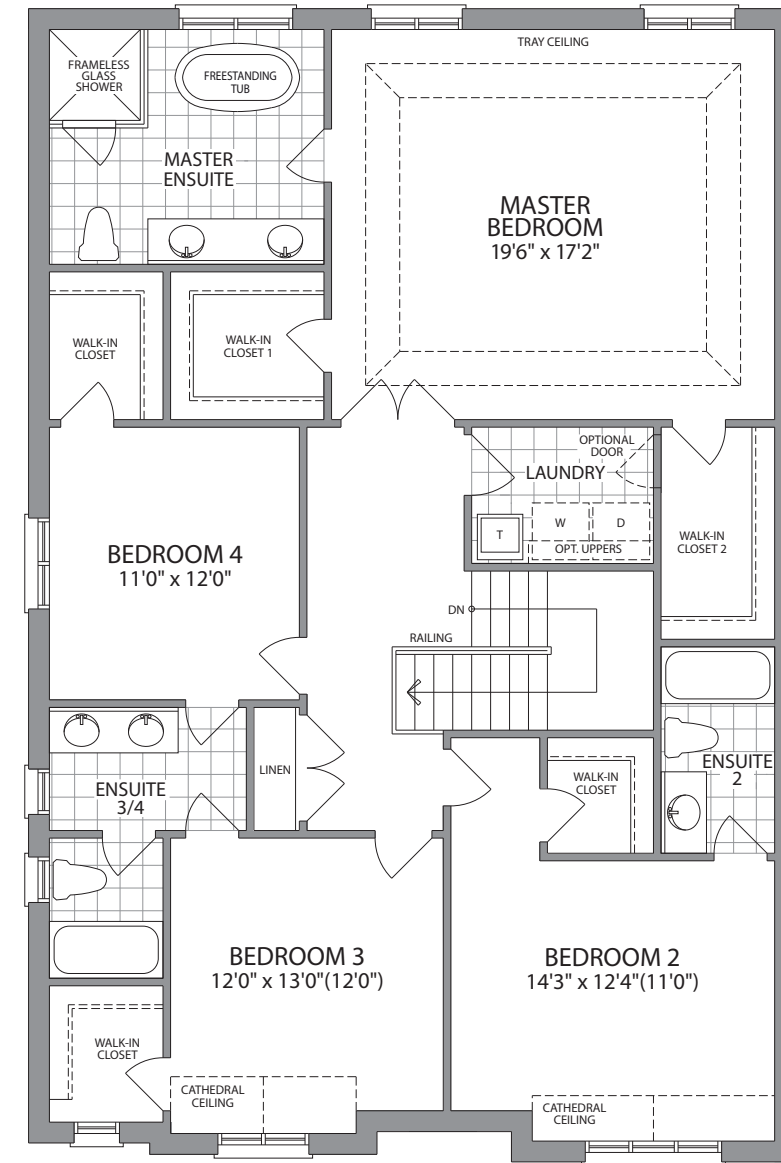 TRAY CEILING
FRAMELESS
GLASS
SHOWER
FREESTANDING
TUB
MASTER
ENSUITE
MASTER
BEDROOM
19'6" x 17'2"
WALK-IN
CLOSET
WALK-IN
CLOSET 1
OPTIONAL
DOOR
LAUNDRY
T
W
D
OPT. UPPERS
WALK-IN
CLOSET 2
BEDROOM 4
11'0" x 12'0"
DN
RAILING
LINEN
ENSUITE
3/4
WALK-IN
CLOSET
ENSUITE
2
BEDROOM 3
12'0" x 13'0"(12'0")
BEDROOM 2
14'3" x 12'4"(11'0")
WALK-IN
CLOSET
CATHEDRAL
CEILING
CATHEDRAL
CEILING